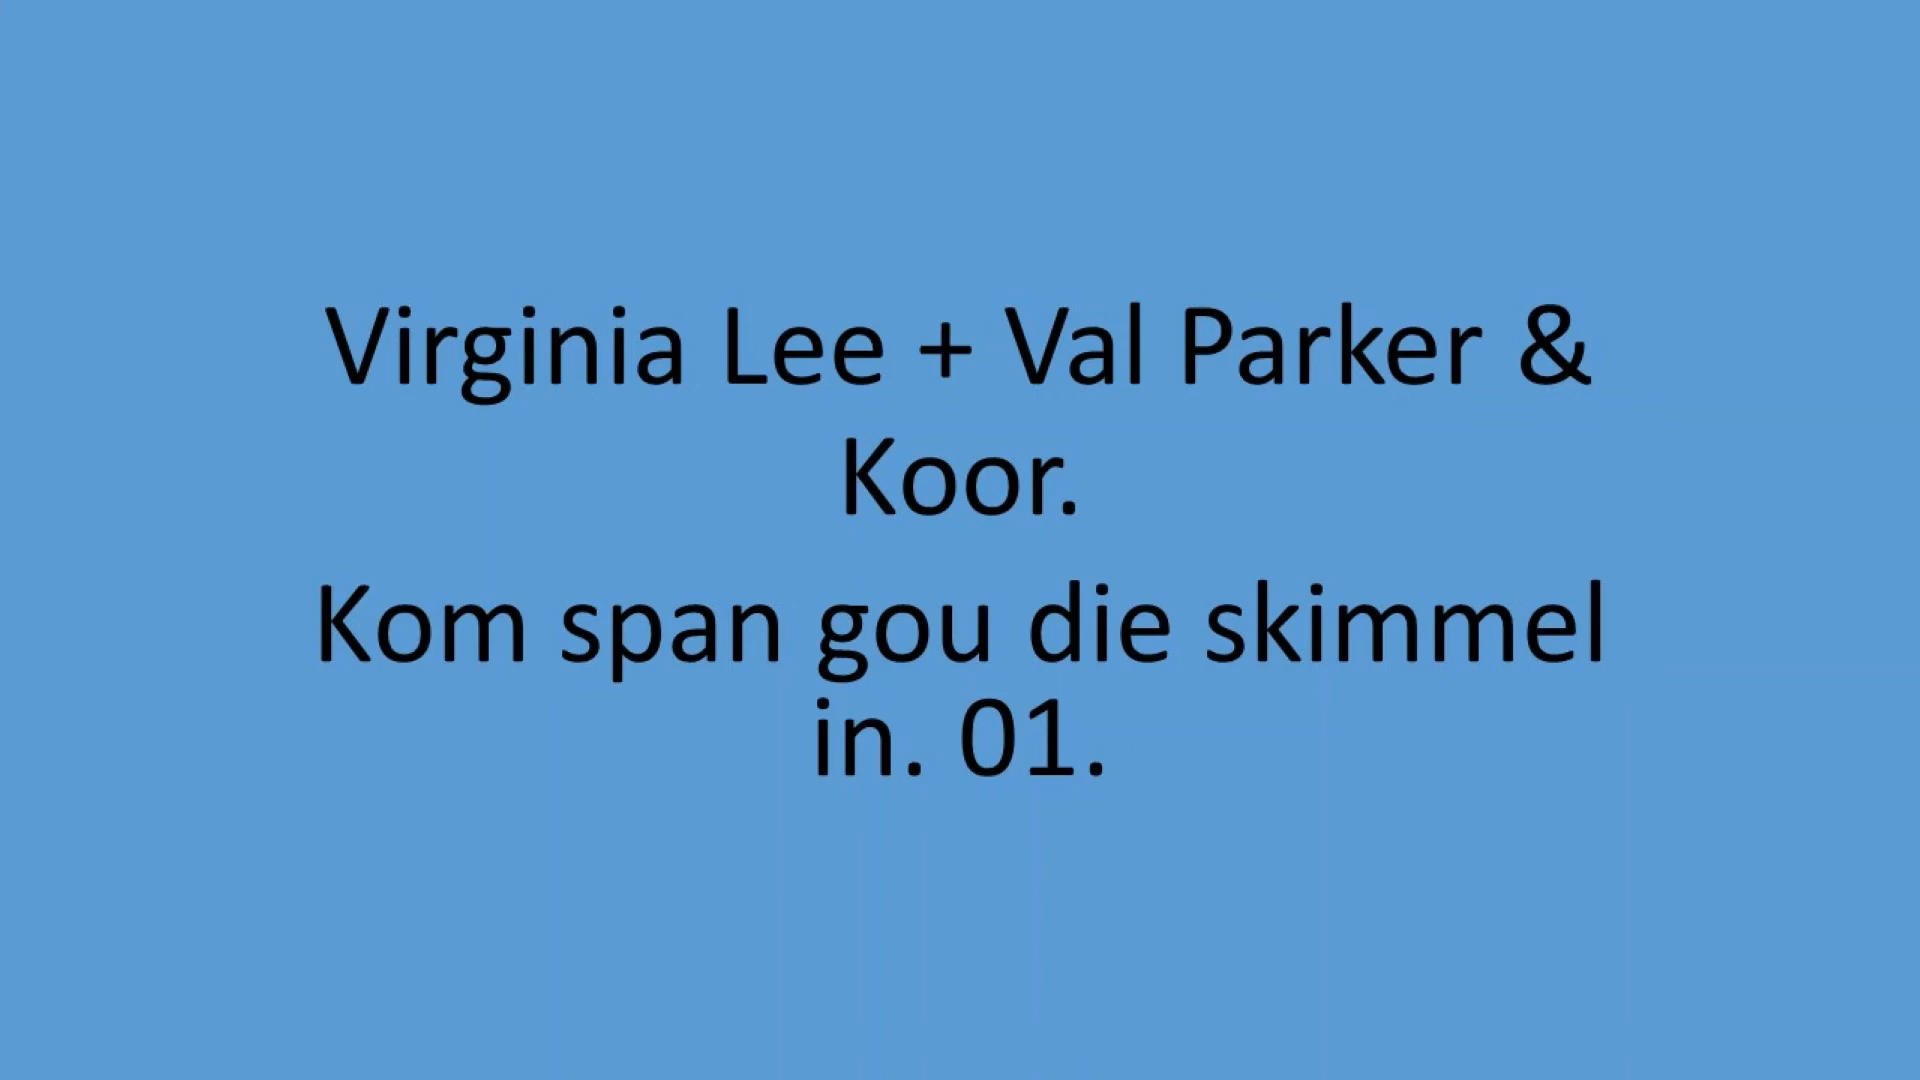 Virginia Lee + Val Parker &
Koor.
Kom span gou die skimmel
in. 01.